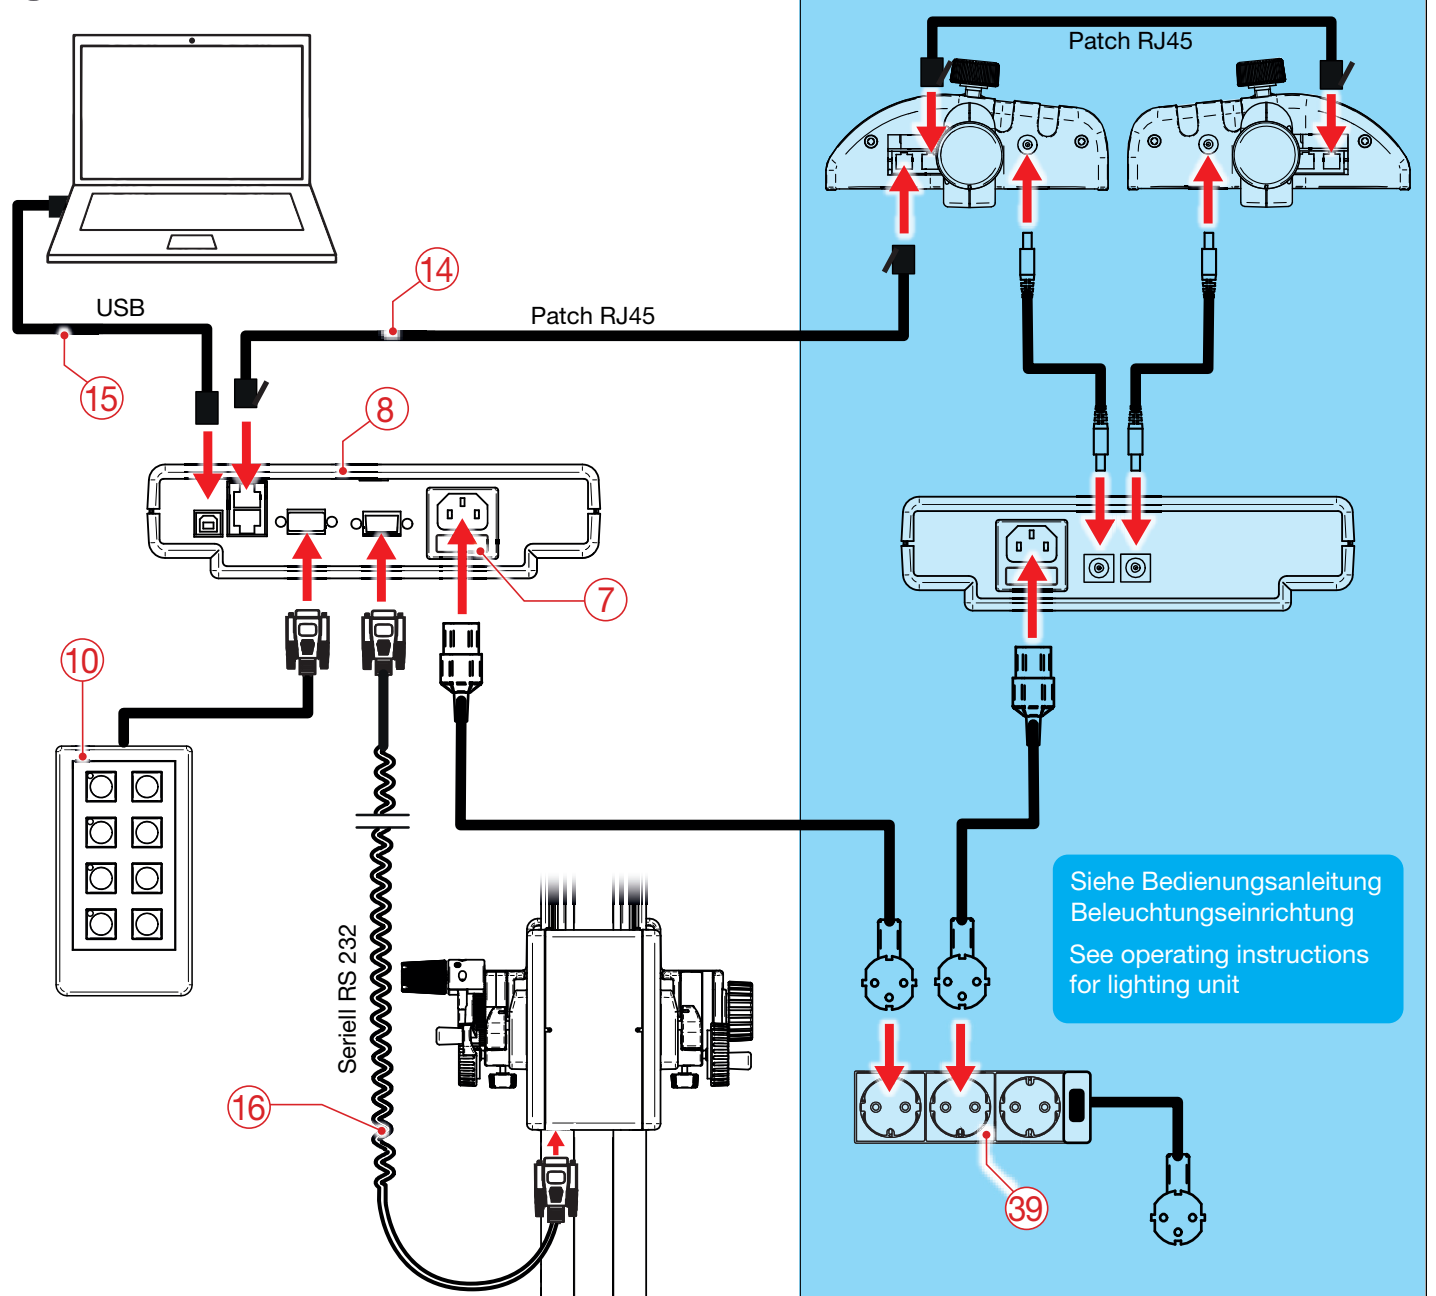 Patch RJ45
14
USB
Patch RJ45
15
8
7
10
Siehe Bedienungsanleitung
Beleuchtungseinrichtung
See operating instructions
for lighting unit
Seriell RS 232
16
39